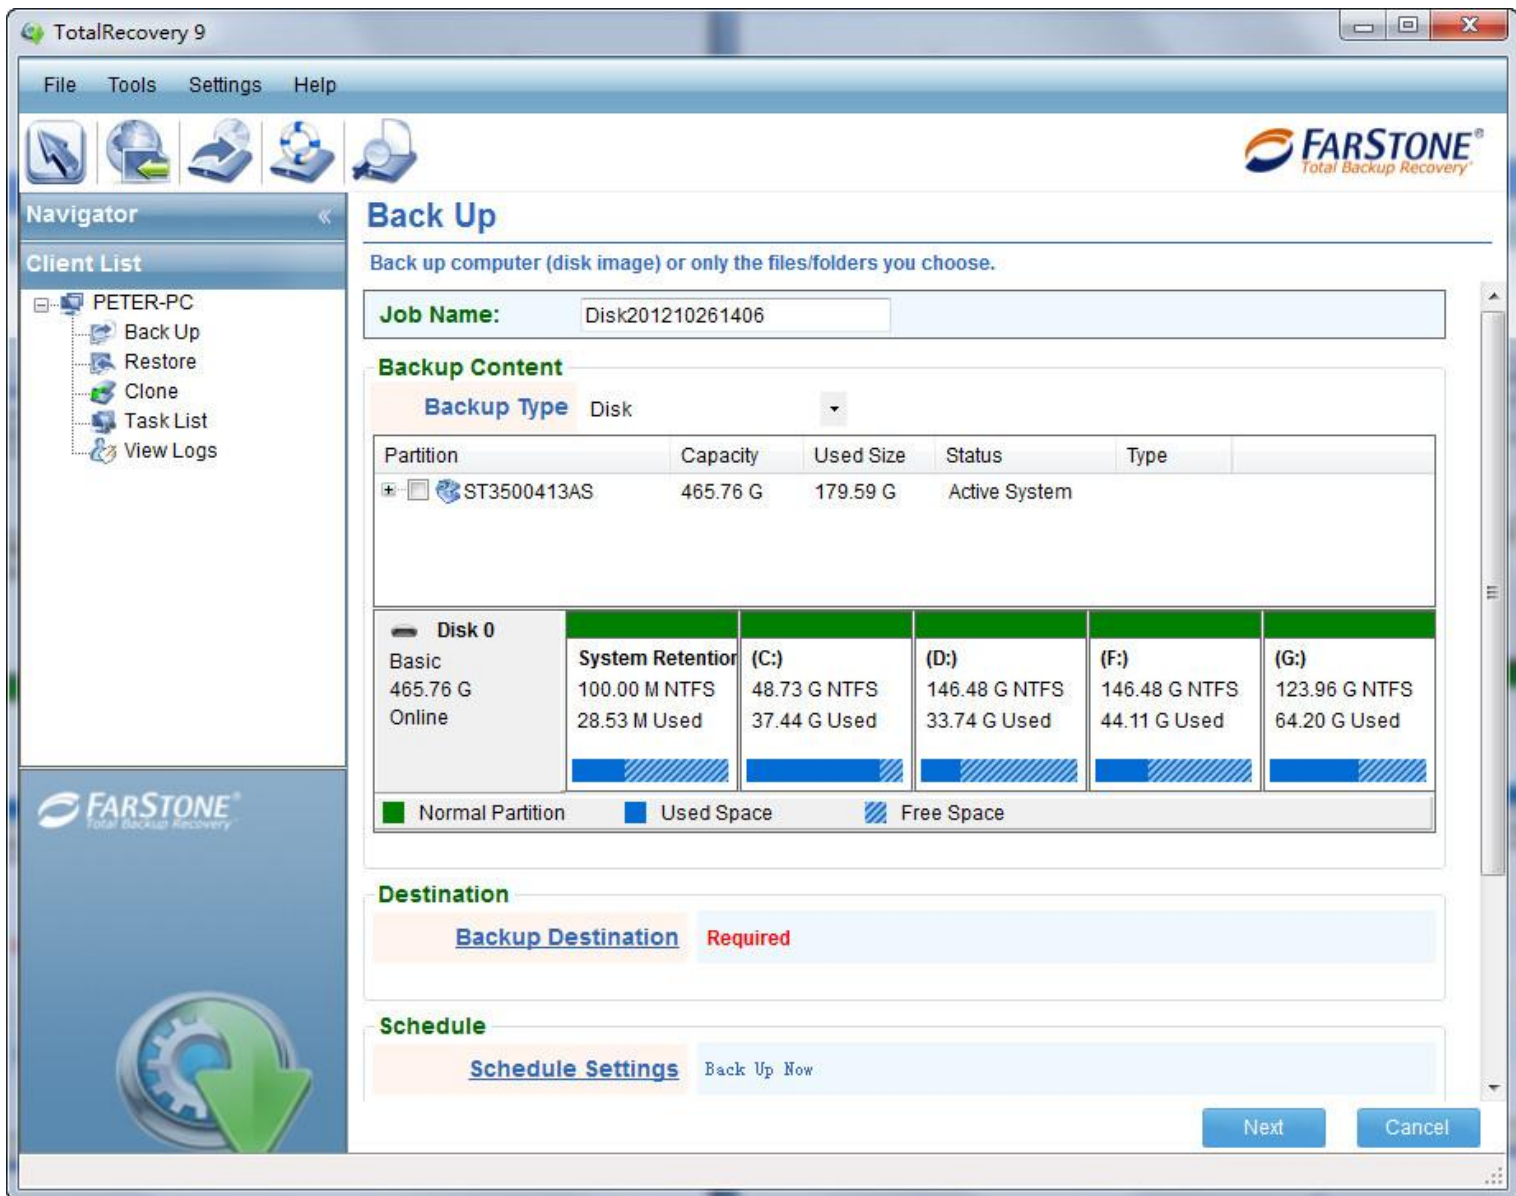 TotalRecovery 9
File Tools Settings Help
FARSTONE®
Total Backup Recovery
Navigator «
Client List
PETER-PC
Back Up
Restore
Clone
Task List
View Logs
FARSTONE®
Total Backup Recovery
Back Up
Back up computer (disk image) or only the files/folders you choose.
Job Name: Disk201210261406
Backup Content
Backup Type Disk
Partition Capacity Used Size Status Type
ST3500413AS 465.76 G 179.59 G Active System
Disk 0
Basic
465.76 G
Online
System Retention
100.00 M NTFS
28.53 M Used
(C:)
48.73 G NTFS
37.44 G Used
(D:)
146.48 G NTFS
33.74 G Used
(F:)
146.48 G NTFS
44.11 G Used
(G:)
123.96 G NTFS
64.20 G Used
Normal Partition Used Space Free Space
Destination
Backup Destination Required
Schedule
Schedule Settings Back Up Now
Next Cancel